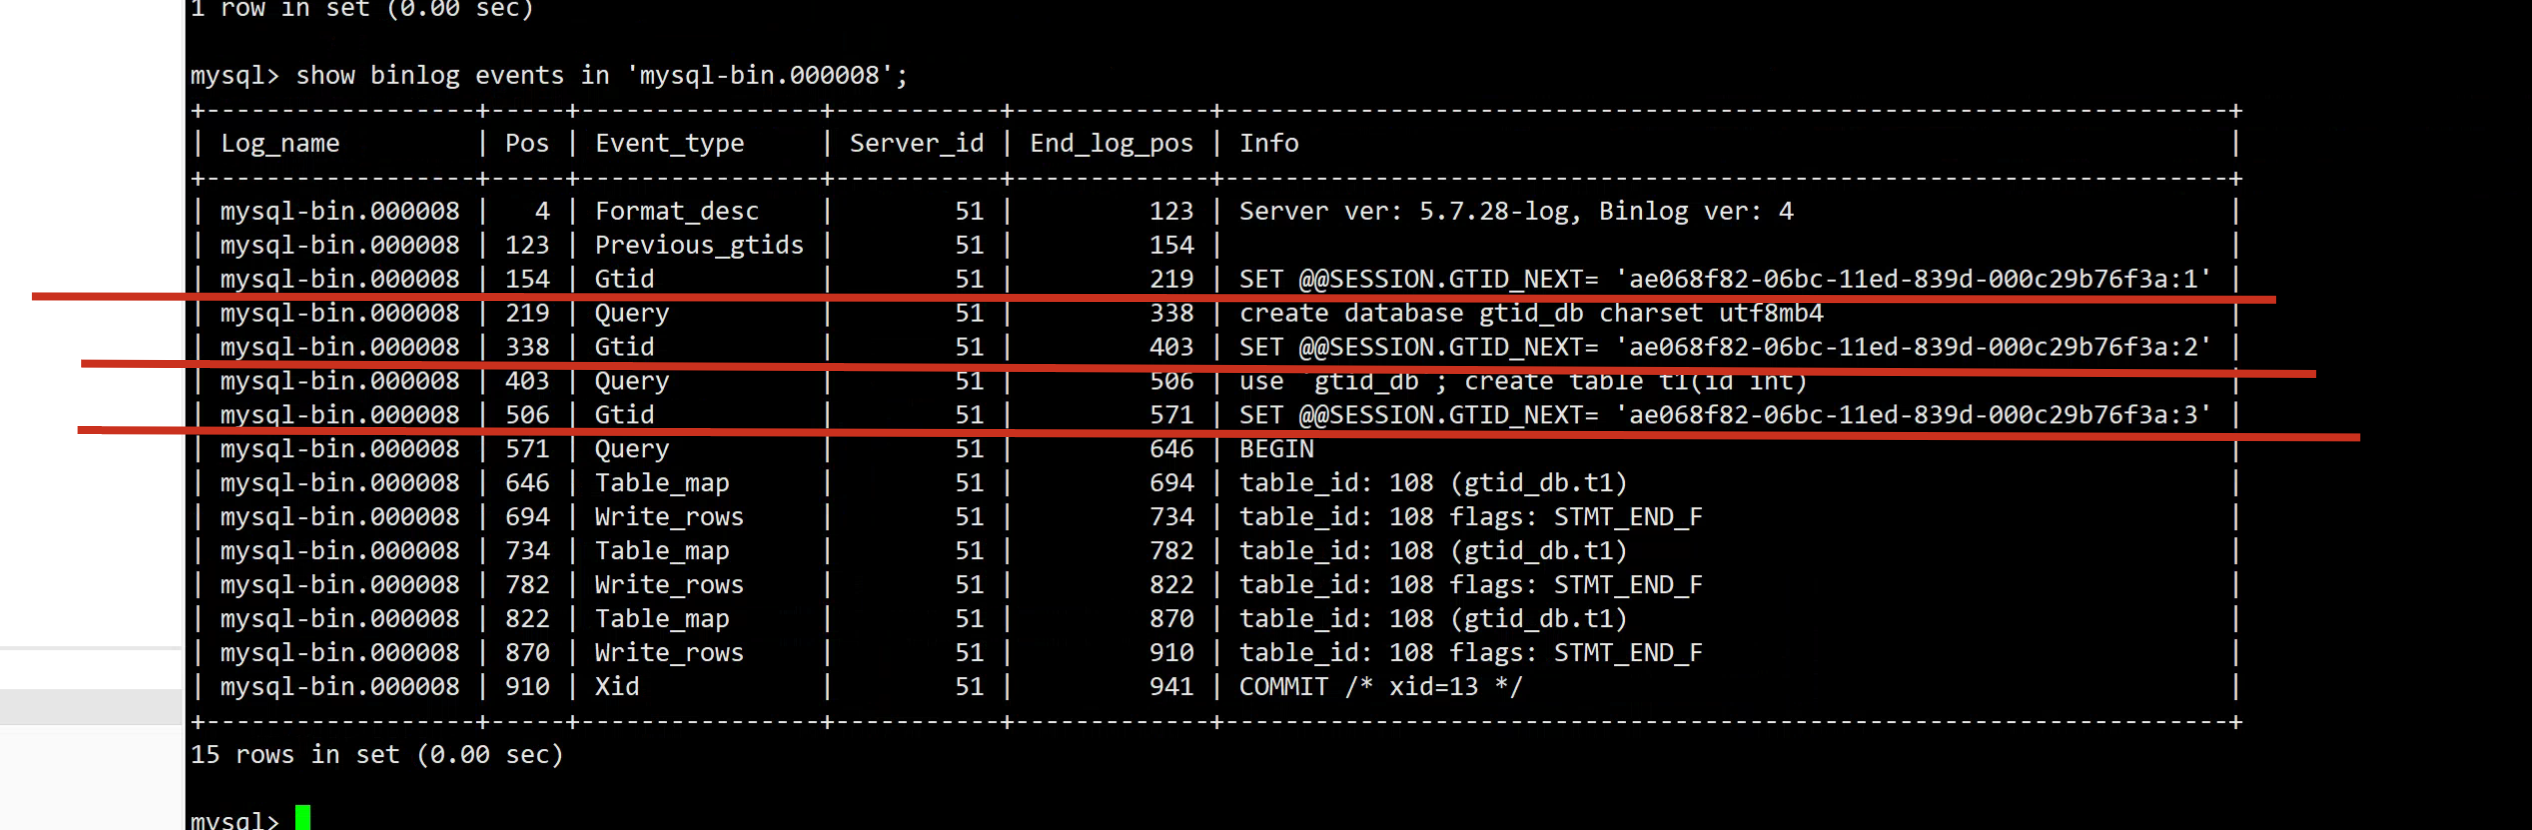 1 row in set (0.00 sec)
mysql> show binlog events in 'mysql-bin.000008';
+------------------+-----+----------------+-----------+-------------+-------------------------------------------------------------------+
| Log_name         | Pos | Event_type     | Server_id | End_log_pos | Info                                                              |
+------------------+-----+----------------+-----------+-------------+-------------------------------------------------------------------+
| mysql-bin.000008 |   4 | Format_desc    |        51 |         123 | Server ver: 5.7.28-log, Binlog ver: 4                             |
| mysql-bin.000008 | 123 | Previous_gtids |        51 |         154 |                                                                   |
| mysql-bin.000008 | 154 | Gtid           |        51 |         219 | SET @@SESSION.GTID_NEXT= 'ae068f82-06bc-11ed-839d-000c29b76f3a:1' |
| mysql-bin.000008 | 219 | Query          |        51 |         338 | create database gtid_db charset utf8mb4                           |
| mysql-bin.000008 | 338 | Gtid           |        51 |         403 | SET @@SESSION.GTID_NEXT= 'ae068f82-06bc-11ed-839d-000c29b76f3a:2' |
| mysql-bin.000008 | 403 | Query          |        51 |         506 | use `gtid_db`; create table t1(id int)                            |
| mysql-bin.000008 | 506 | Gtid           |        51 |         571 | SET @@SESSION.GTID_NEXT= 'ae068f82-06bc-11ed-839d-000c29b76f3a:3' |
| mysql-bin.000008 | 571 | Query          |        51 |         646 | BEGIN                                                             |
| mysql-bin.000008 | 646 | Table_map      |        51 |         694 | table_id: 108 (gtid_db.t1)                                        |
| mysql-bin.000008 | 694 | Write_rows     |        51 |         734 | table_id: 108 flags: STMT_END_F                                   |
| mysql-bin.000008 | 734 | Table_map      |        51 |         782 | table_id: 108 (gtid_db.t1)                                        |
| mysql-bin.000008 | 782 | Write_rows     |        51 |         822 | table_id: 108 flags: STMT_END_F                                   |
| mysql-bin.000008 | 822 | Table_map      |        51 |         870 | table_id: 108 (gtid_db.t1)                                        |
| mysql-bin.000008 | 870 | Write_rows     |        51 |         910 | table_id: 108 flags: STMT_END_F                                   |
| mysql-bin.000008 | 910 | Xid            |        51 |         941 | COMMIT /* xid=13 */                                               |
+------------------+-----+----------------+-----------+-------------+-------------------------------------------------------------------+
15 rows in set (0.00 sec)
mysql>